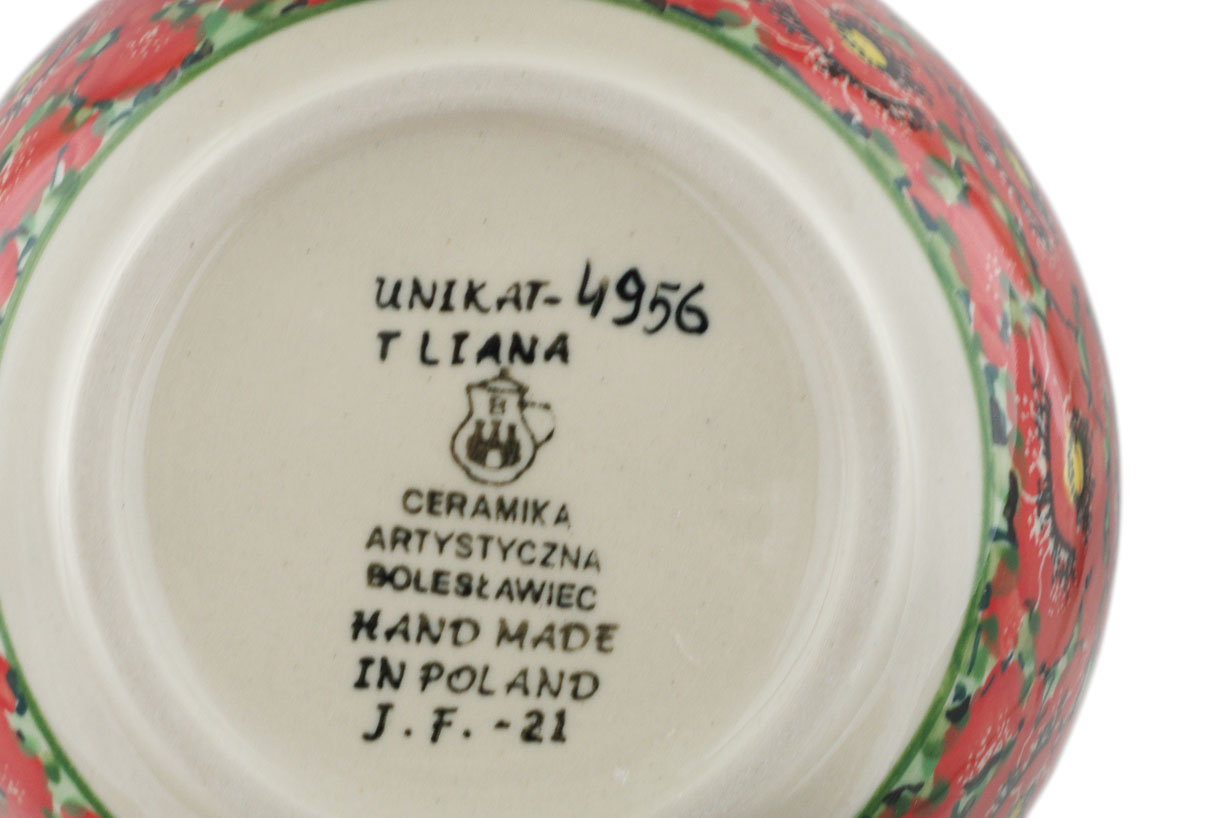 UNIKAT-4956
T LIANA
B
CERAMIKA
ARTYSTYCZNA
BOLESŁAWIEC
HAND MADE
IN POLAND
J.F.-21